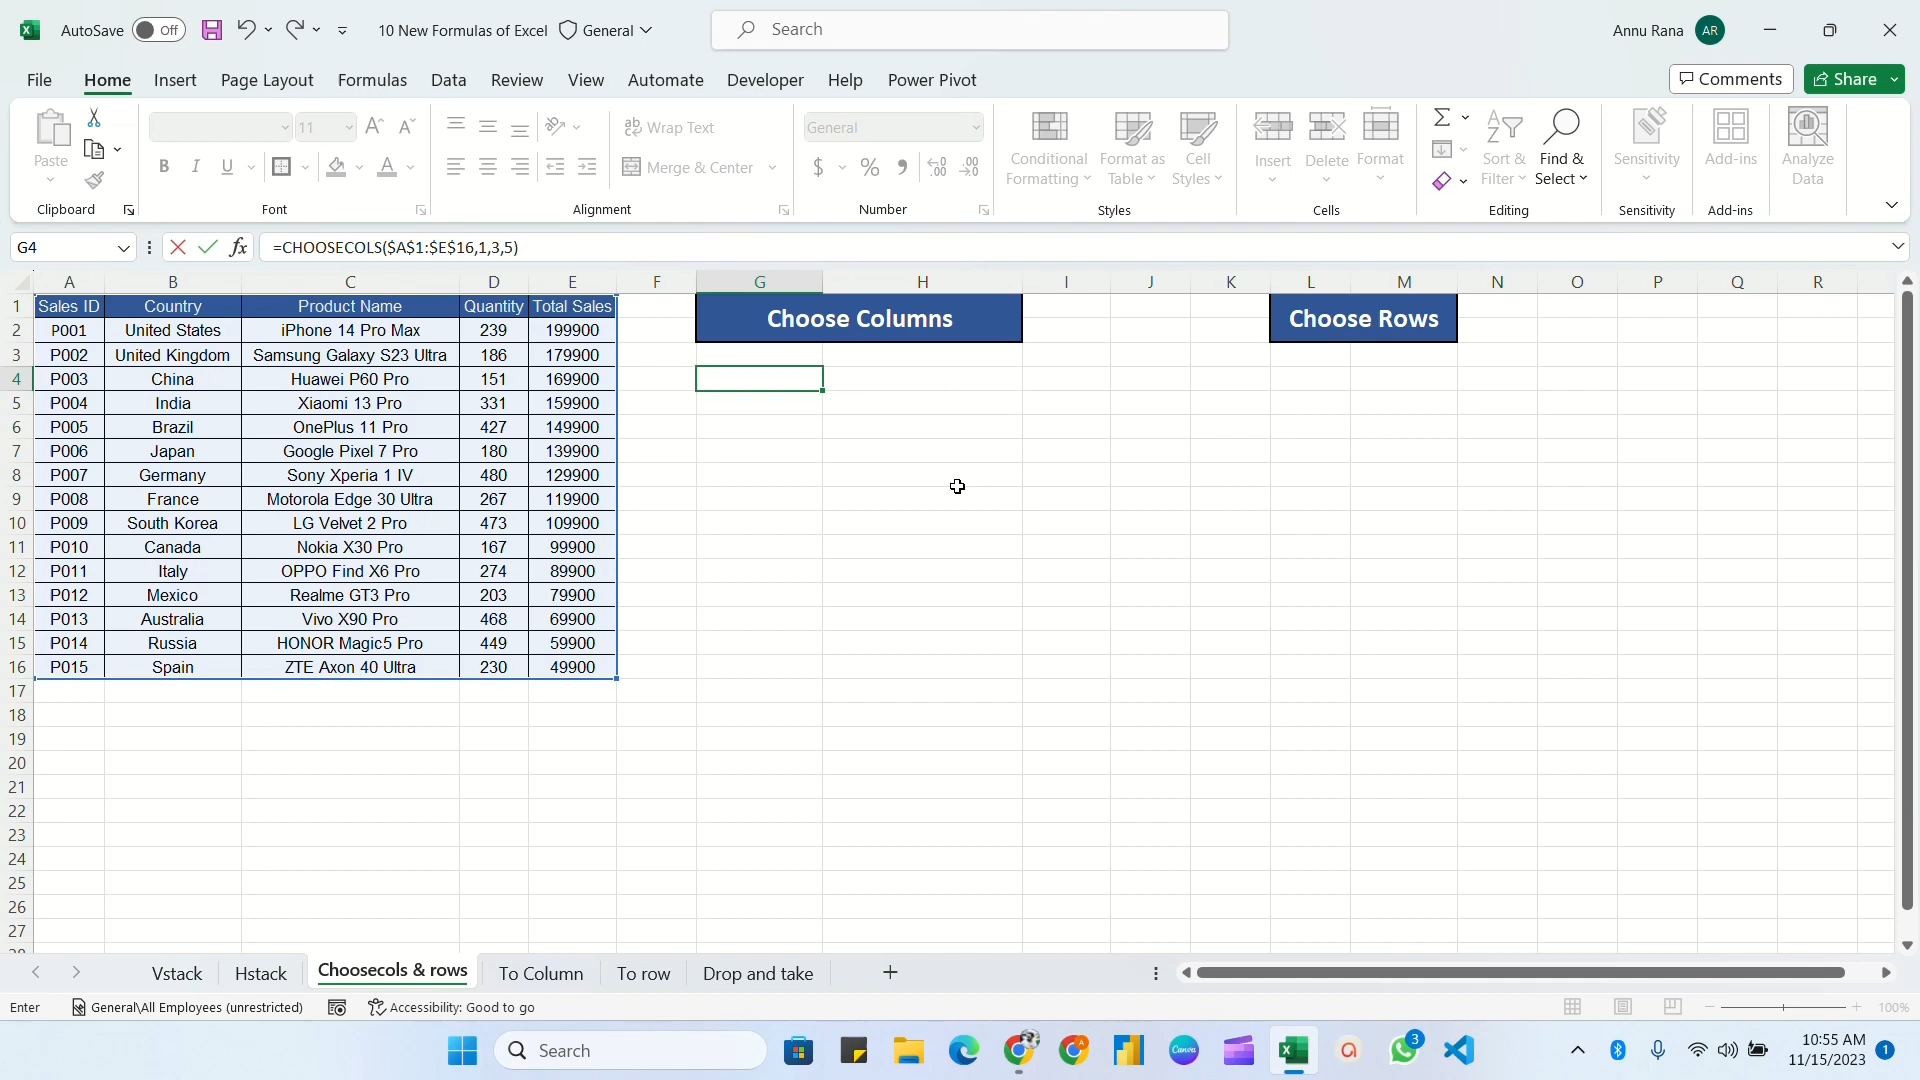 AutoSave Off 10 New Formulas of Excel General Search Annu Rana AR
File Home Insert Page Layout Formulas Data Review View Automate Developer Help Power Pivot Comments Share
Paste 11 Wrap Text General Conditional Formatting Format as Table Cell Styles Insert Delete Format Sort & Filter Find & Select Sensitivity Add-ins Analyze Data
B I U Merge & Center $ % 9
Clipboard Font Alignment Number Styles Cells Editing Sensitivity Add-ins
G4 fx =CHOOSECOLS($A$1:$E$16,1,3,5)
A B C D E F G H I J K L M N O P Q R
1 Sales ID Country Product Name Quantity Total Sales
Choose Columns Choose Rows
2 P001 United States iPhone 14 Pro Max 239 199900
3 P002 United Kingdom Samsung Galaxy S23 Ultra 186 179900
4 P003 China Huawei P60 Pro 151 169900
5 P004 India Xiaomi 13 Pro 331 159900
6 P005 Brazil OnePlus 11 Pro 427 149900
7 P006 Japan Google Pixel 7 Pro 180 139900
8 P007 Germany Sony Xperia 1 IV 480 129900
9 P008 France Motorola Edge 30 Ultra 267 119900
10 P009 South Korea LG Velvet 2 Pro 473 109900
11 P010 Canada Nokia X30 Pro 167 99900
12 P011 Italy OPPO Find X6 Pro 274 89900
13 P012 Mexico Realme GT3 Pro 203 79900
14 P013 Australia Vivo X90 Pro 468 69900
15 P014 Russia HONOR Magic5 Pro 449 59900
16 P015 Spain ZTE Axon 40 Ultra 230 49900
17
18
19
20
21
22
23
24
25
26
27
Vstack Hstack Choosecols & rows To Column To row Drop and take
Enter General\All Employees (unrestricted) Accessibility: Good to go 100%
Search Canva 3 10:55 AM 1
11/15/2023